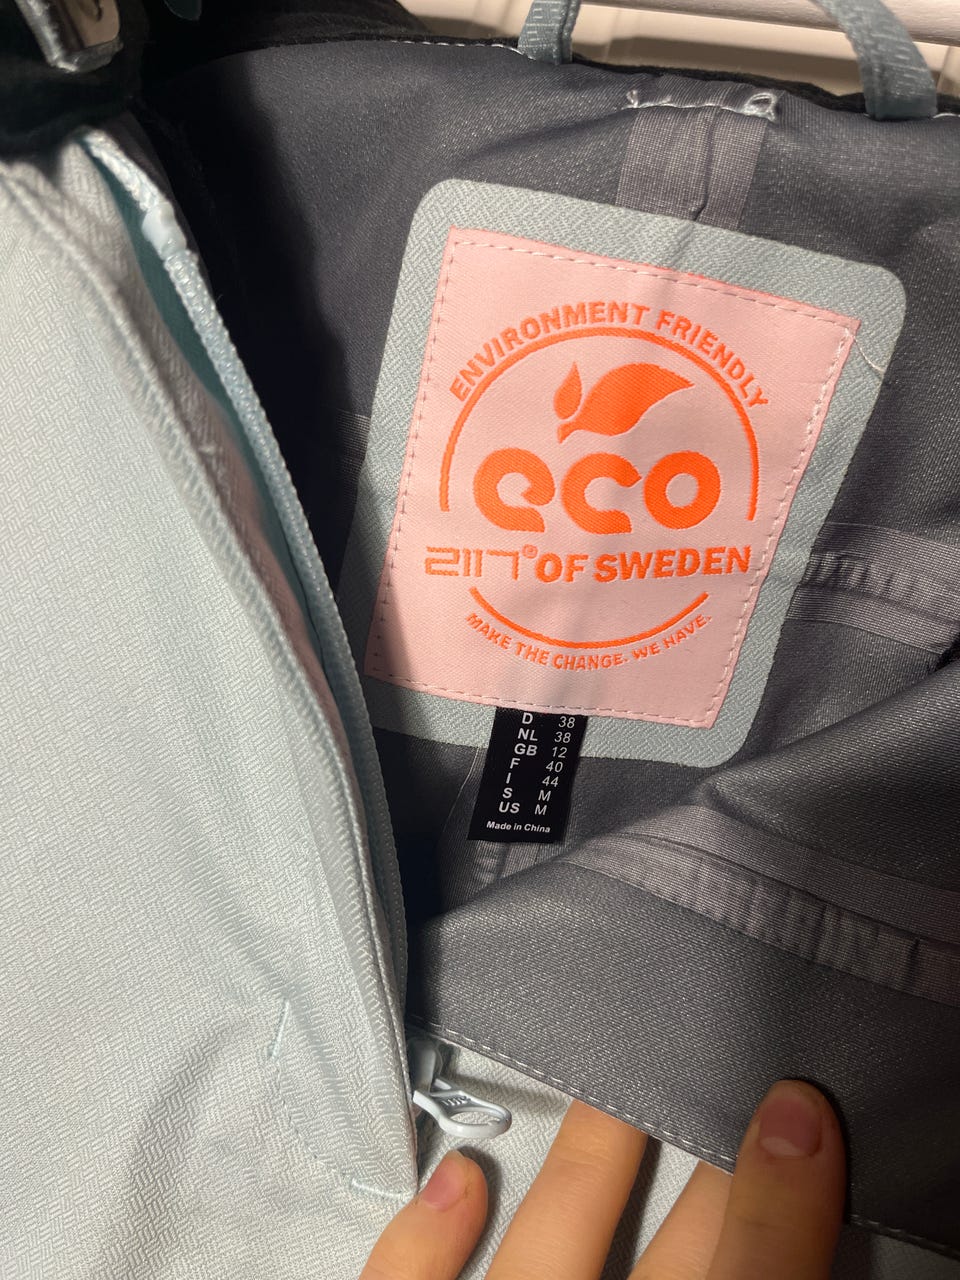 ENVIRONMENT FRIENDLY
eco
2117® OF SWEDEN
MAKE THE CHANGE. WE HAVE.
D 38
NL 38
GB 12
F 40
I 44
S M
US M
Made in China